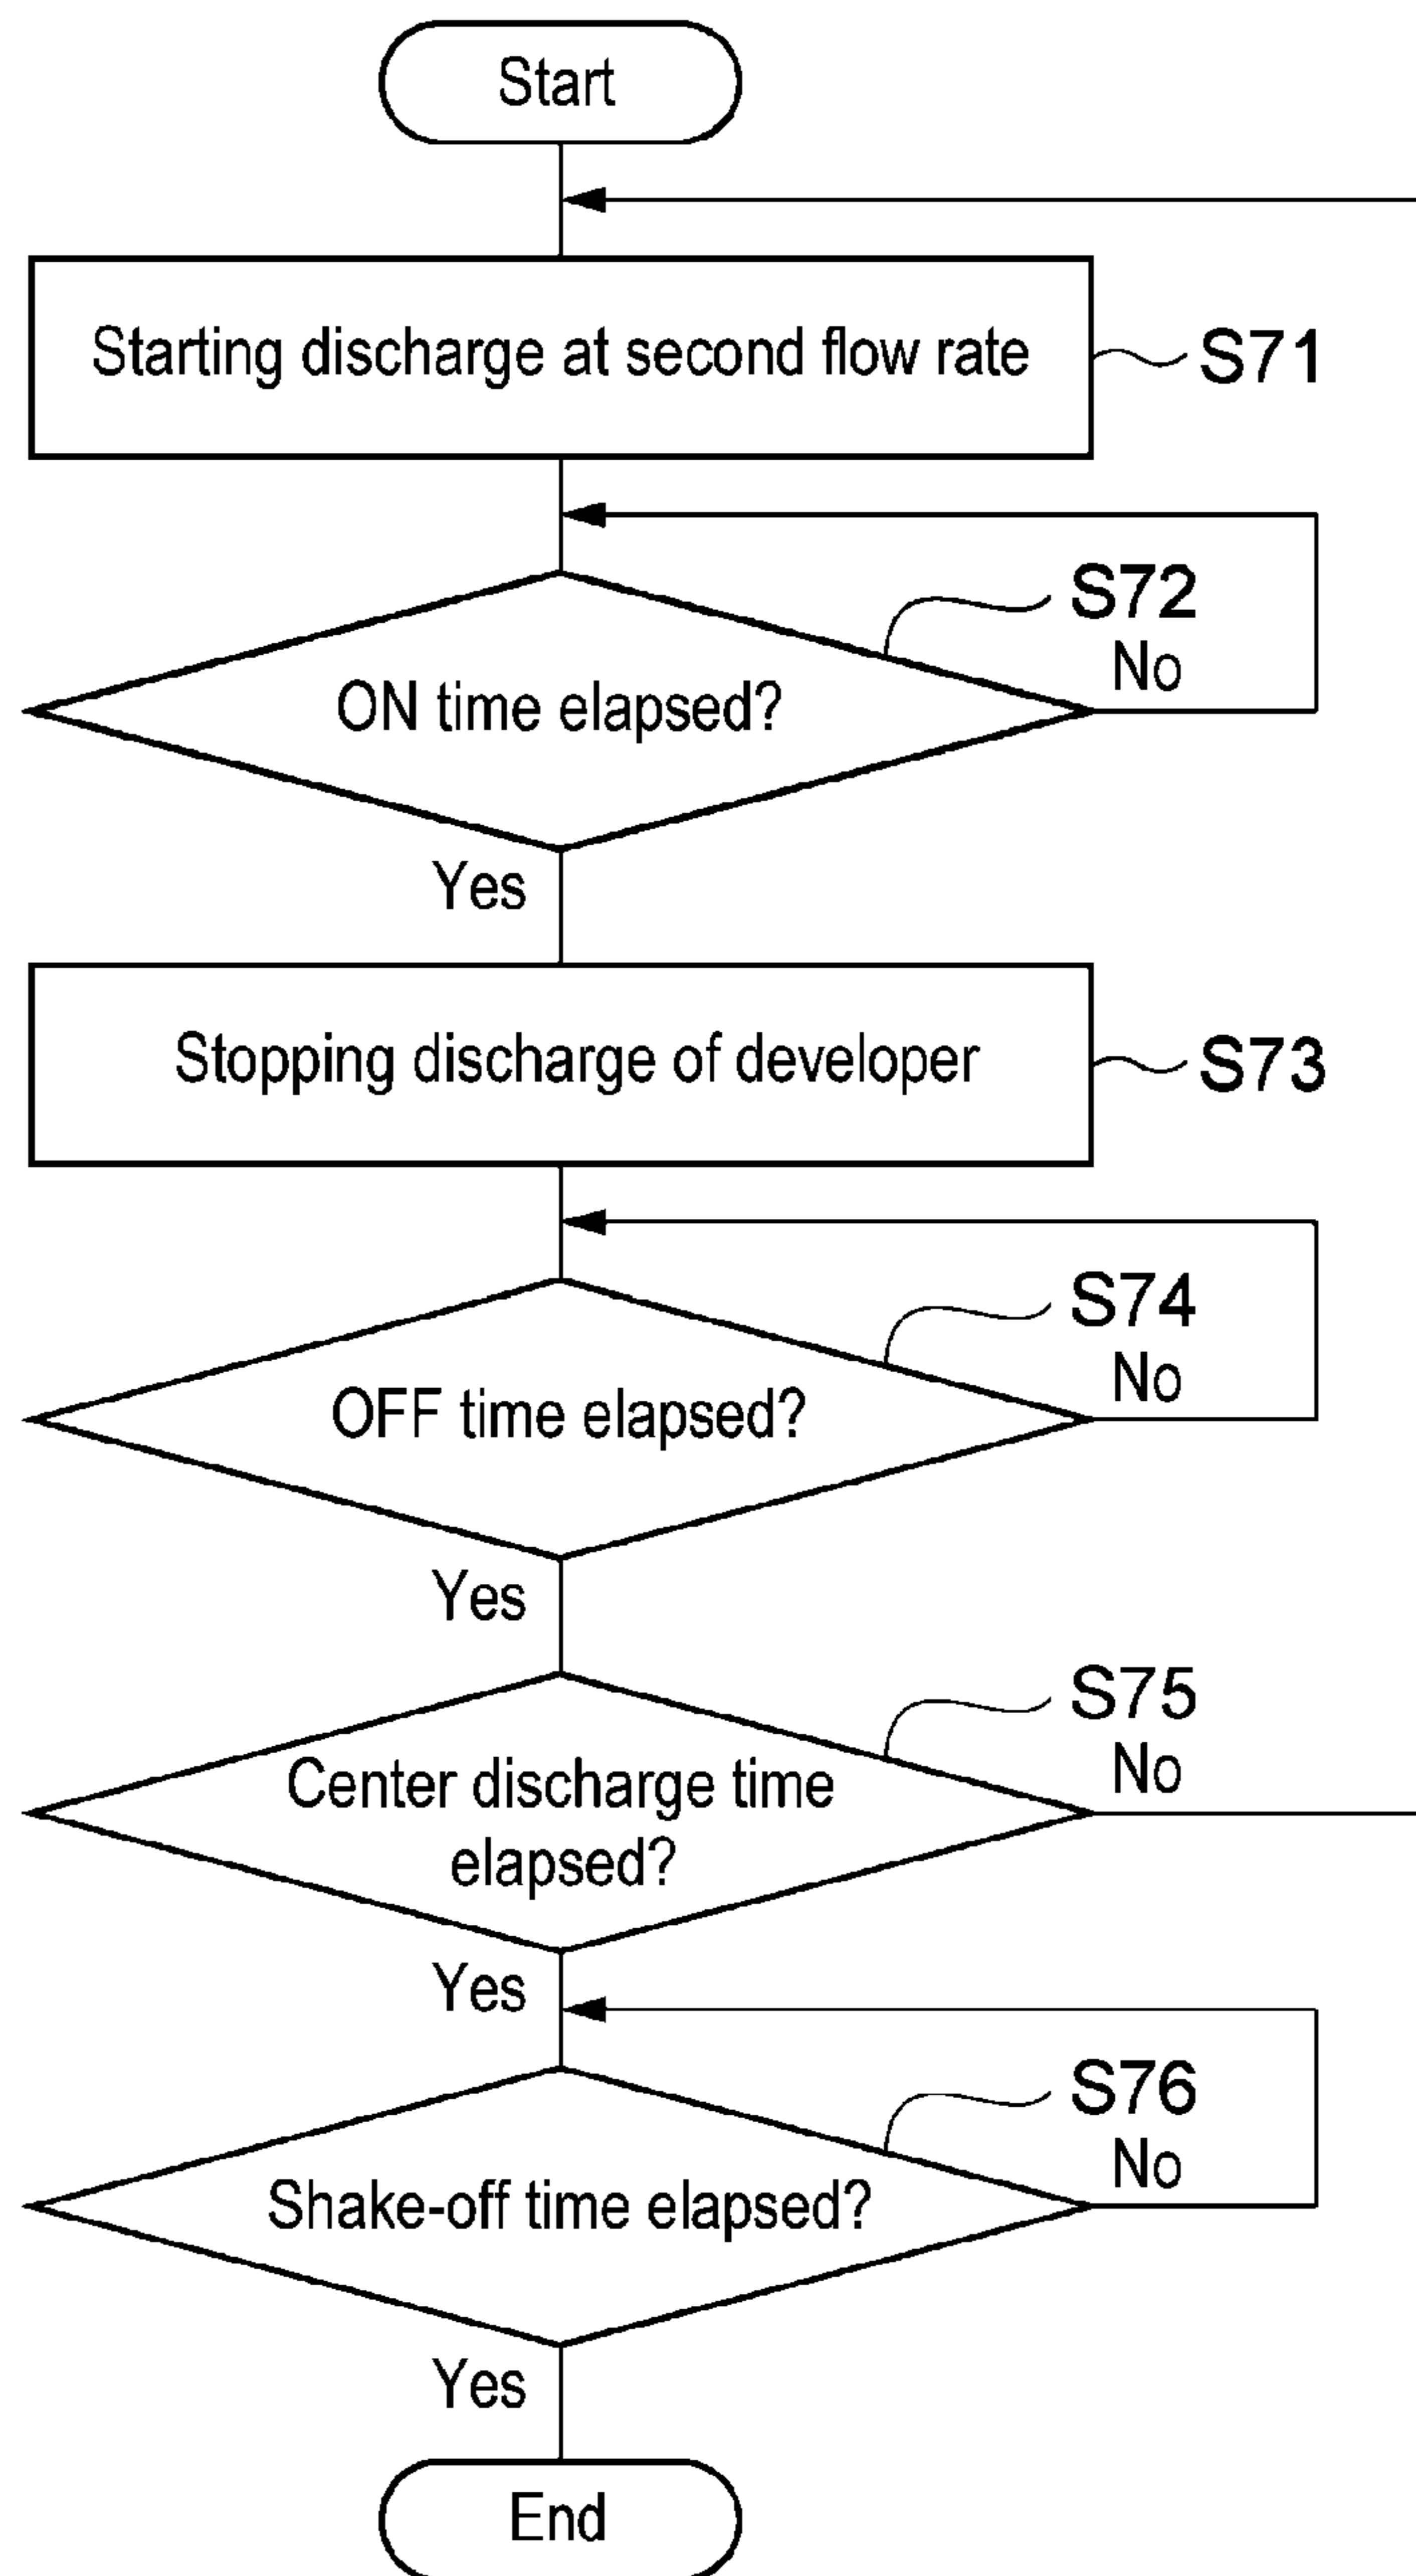 Start
Starting discharge at second flow rate
S71
S72
No
ON time elapsed?
Yes
Stopping discharge of developer
S73
S74
No
OFF time elapsed?
Yes
S75
No
Center discharge time
elapsed?
Yes
S76
No
Shake-off time elapsed?
Yes
End